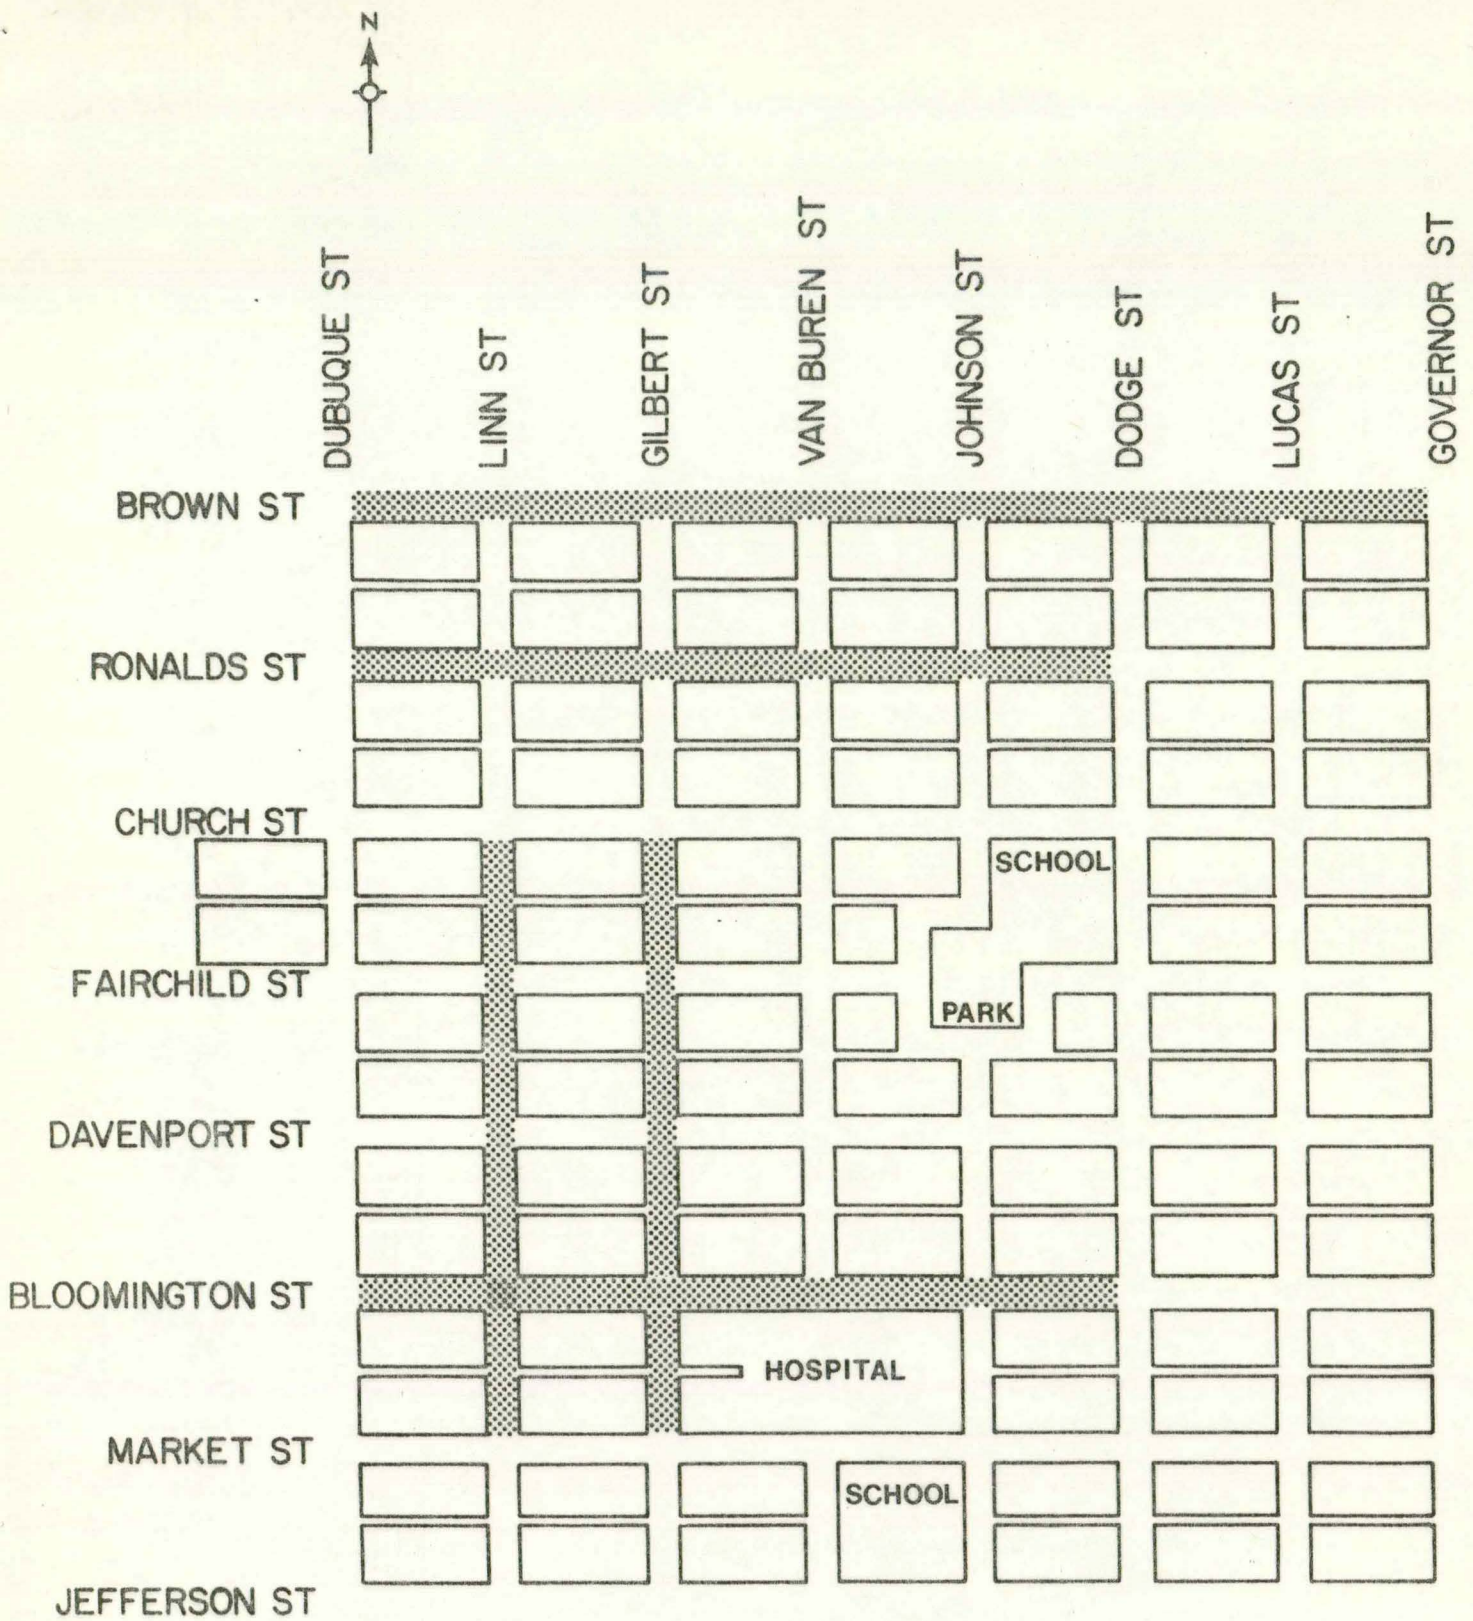 N
DUBUQUE ST
LINN ST
GILBERT ST
VAN BUREN ST
JOHNSON ST
DODGE ST
LUCAS ST
GOVERNOR ST
BROWN ST
RONALDS ST
CHURCH ST
SCHOOL
FAIRCHILD ST
PARK
DAVENPORT ST
BLOOMINGTON ST
HOSPITAL
MARKET ST
SCHOOL
JEFFERSON ST